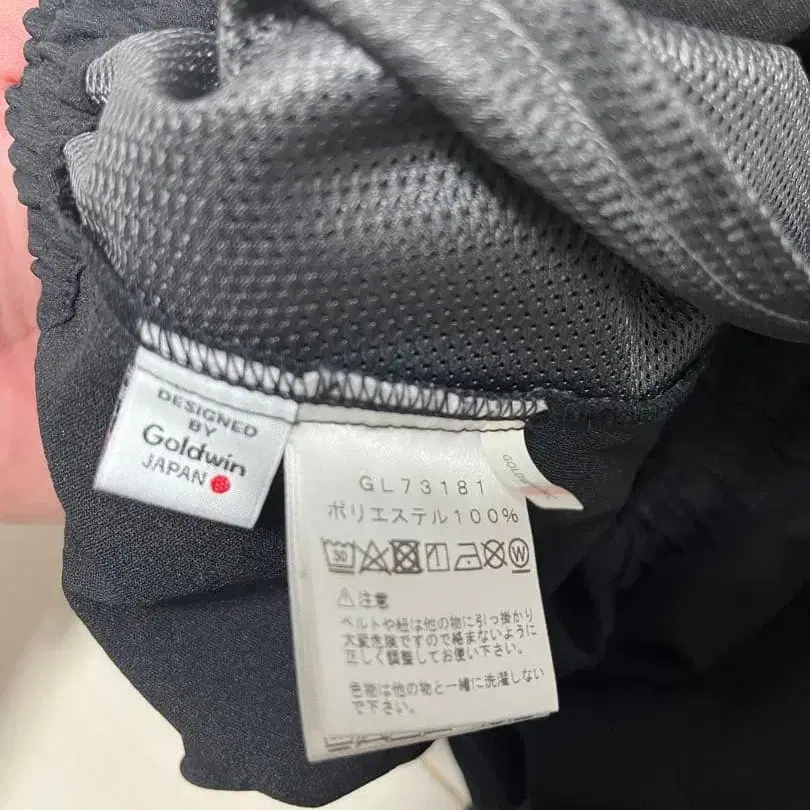 DESIGNED
BY
Goldwin
JAPAN
GL73181
ポリエステル100%
30
W
⚠注意
ベルトや紐は他の物に引っ掛かり
大変危険ですので絡まないように
正しく調整してお使い下さい。
色物は他の物と一緒に洗濯しない
で下さい。